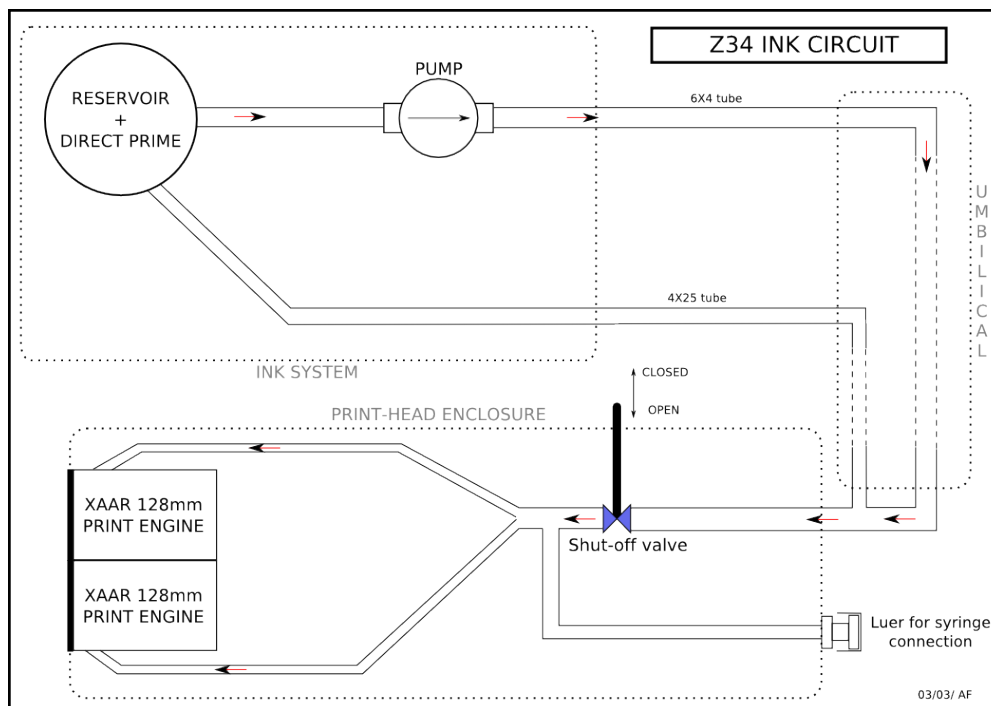 Z34 INK CIRCUIT
RESERVOIR
+
DIRECT PRIME
PUMP
6X4 tube
U
M
B
I
L
I
C
A
L
4X25 tube
INK SYSTEM
CLOSED
OPEN
PRINT-HEAD ENCLOSURE
XAAR 128mm
PRINT ENGINE
Shut-off valve
XAAR 128mm
PRINT ENGINE
Luer for syringe
connection
03/03/ AF